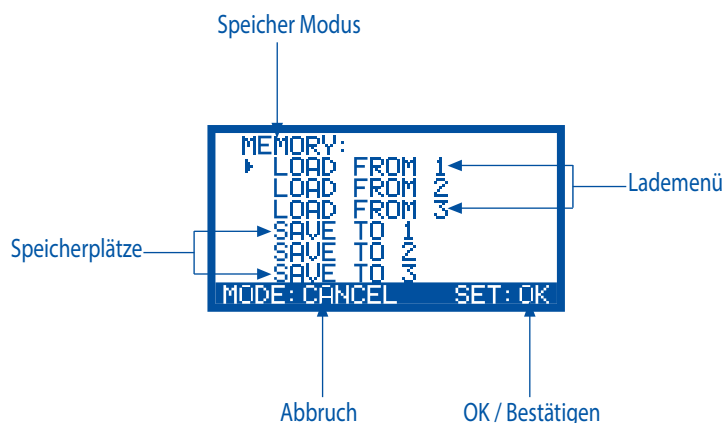 Speicher Modus
MEMORY:
LOAD FROM 1
LOAD FROM 2
LOAD FROM 3
Lademenü
SAVE TO 1
Speicherplätze
SAVE TO 2
SAVE TO 3
MODE: CANCEL SET: OK
Abbruch OK / Bestätigen